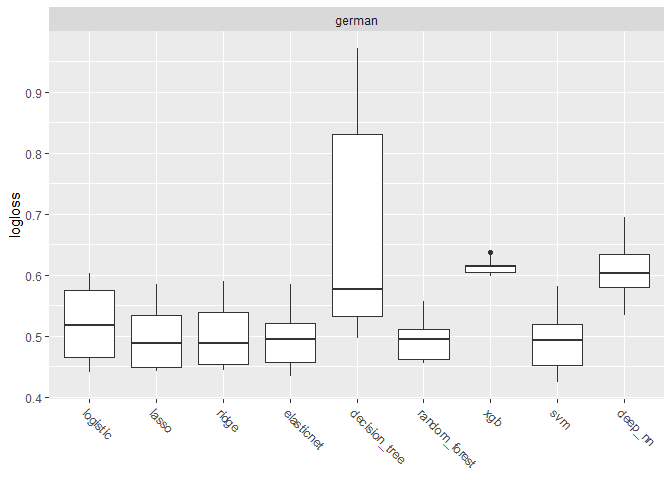 german
logloss
0.9
0.8
0.7
0.6
0.5
0.4
logistic
lasso
ridge
elasticnet
decision_tree
random_forest
xgb
svm
deep_nn